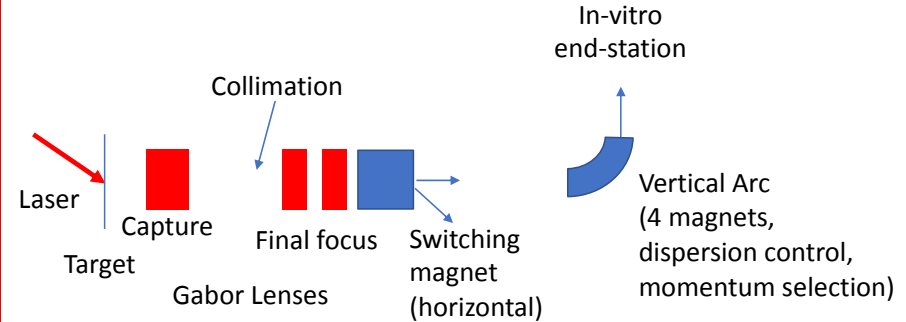 In-vitro
end-station
Collimation
Laser
Target
Capture
Final focus
Gabor Lenses
Switching
magnet
(horizontal)
Vertical Arc
(4 magnets,
dispersion control,
momentum selection)